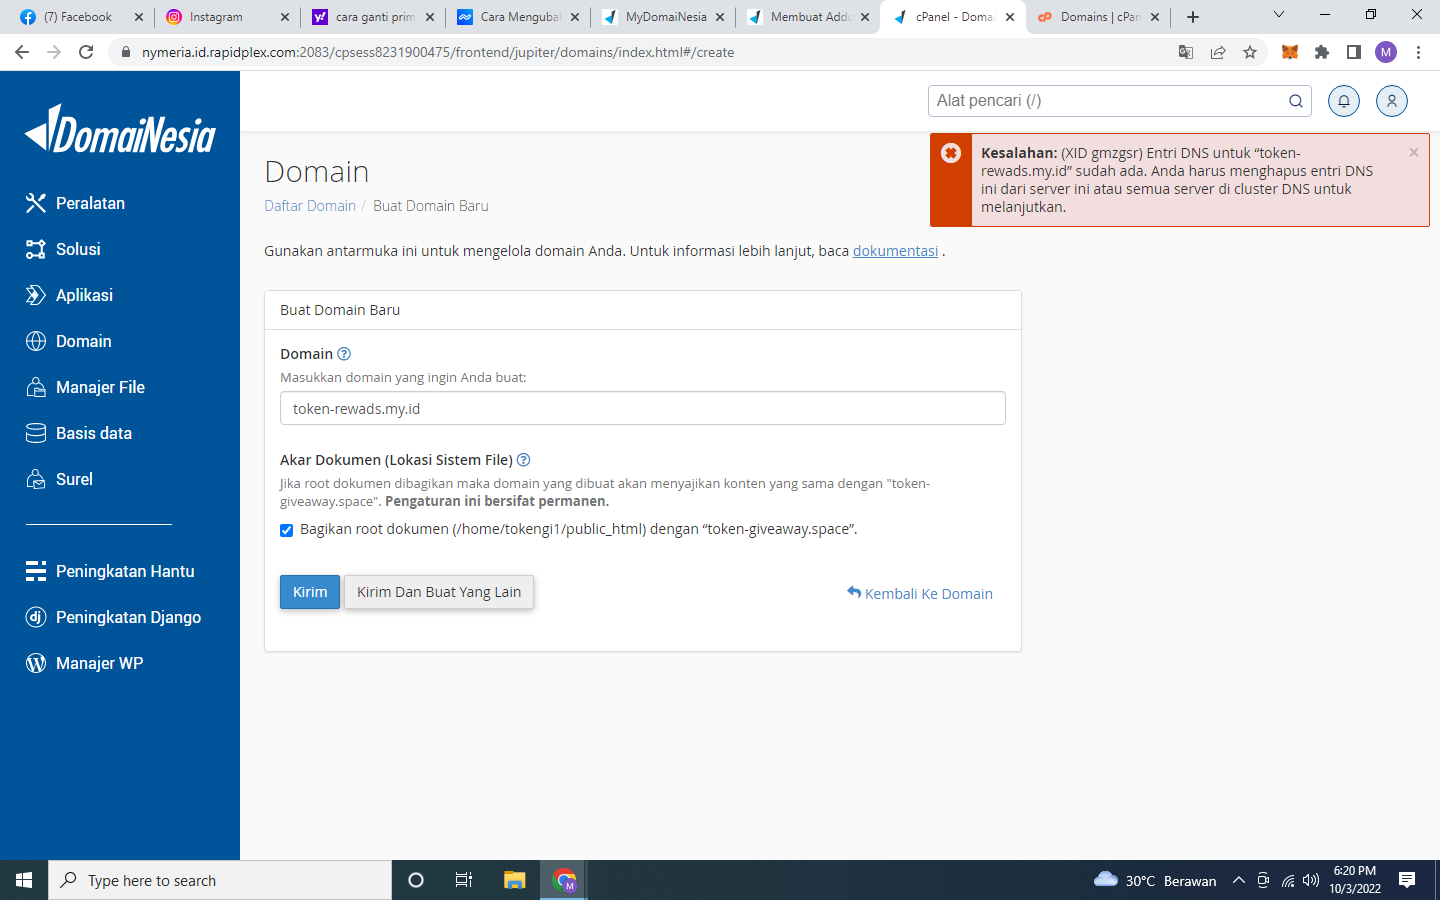 (7) Facebook
Instagram
cara ganti prim
Cara Mengubah
MyDomaiNesia
Membuat Addo
cPanel - Domai
Domains | cPan
nymeria.id.rapidplex.com:2083/cpsess8231900475/frontend/jupiter/domains/index.html#/create
M
DomaiNesia
Alat pencari (/)
Peralatan
Solusi
Aplikasi
Domain
Manajer File
Basis data
Surel
Peningkatan Hantu
dj
Peningkatan Django
Manajer WP
Kesalahan: (XID gmzgsr) Entri DNS untuk “token-
rewads.my.id” sudah ada. Anda harus menghapus entri DNS
ini dari server ini atau semua server di cluster DNS untuk
melanjutkan.
Domain
Daftar Domain / Buat Domain Baru
Gunakan antarmuka ini untuk mengelola domain Anda. Untuk informasi lebih lanjut, baca dokumentasi .
Buat Domain Baru
Domain
Masukkan domain yang ingin Anda buat:
token-rewads.my.id
Akar Dokumen (Lokasi Sistem File)
Jika root dokumen dibagikan maka domain yang dibuat akan menyajikan konten yang sama dengan "token-
giveaway.space". Pengaturan ini bersifat permanen.
Bagikan root dokumen (/home/tokengi1/public_html) dengan “token-giveaway.space”.
Kirim
Kirim Dan Buat Yang Lain
Kembali Ke Domain
Type here to search
M
30°C Berawan
6:20 PM
10/3/2022